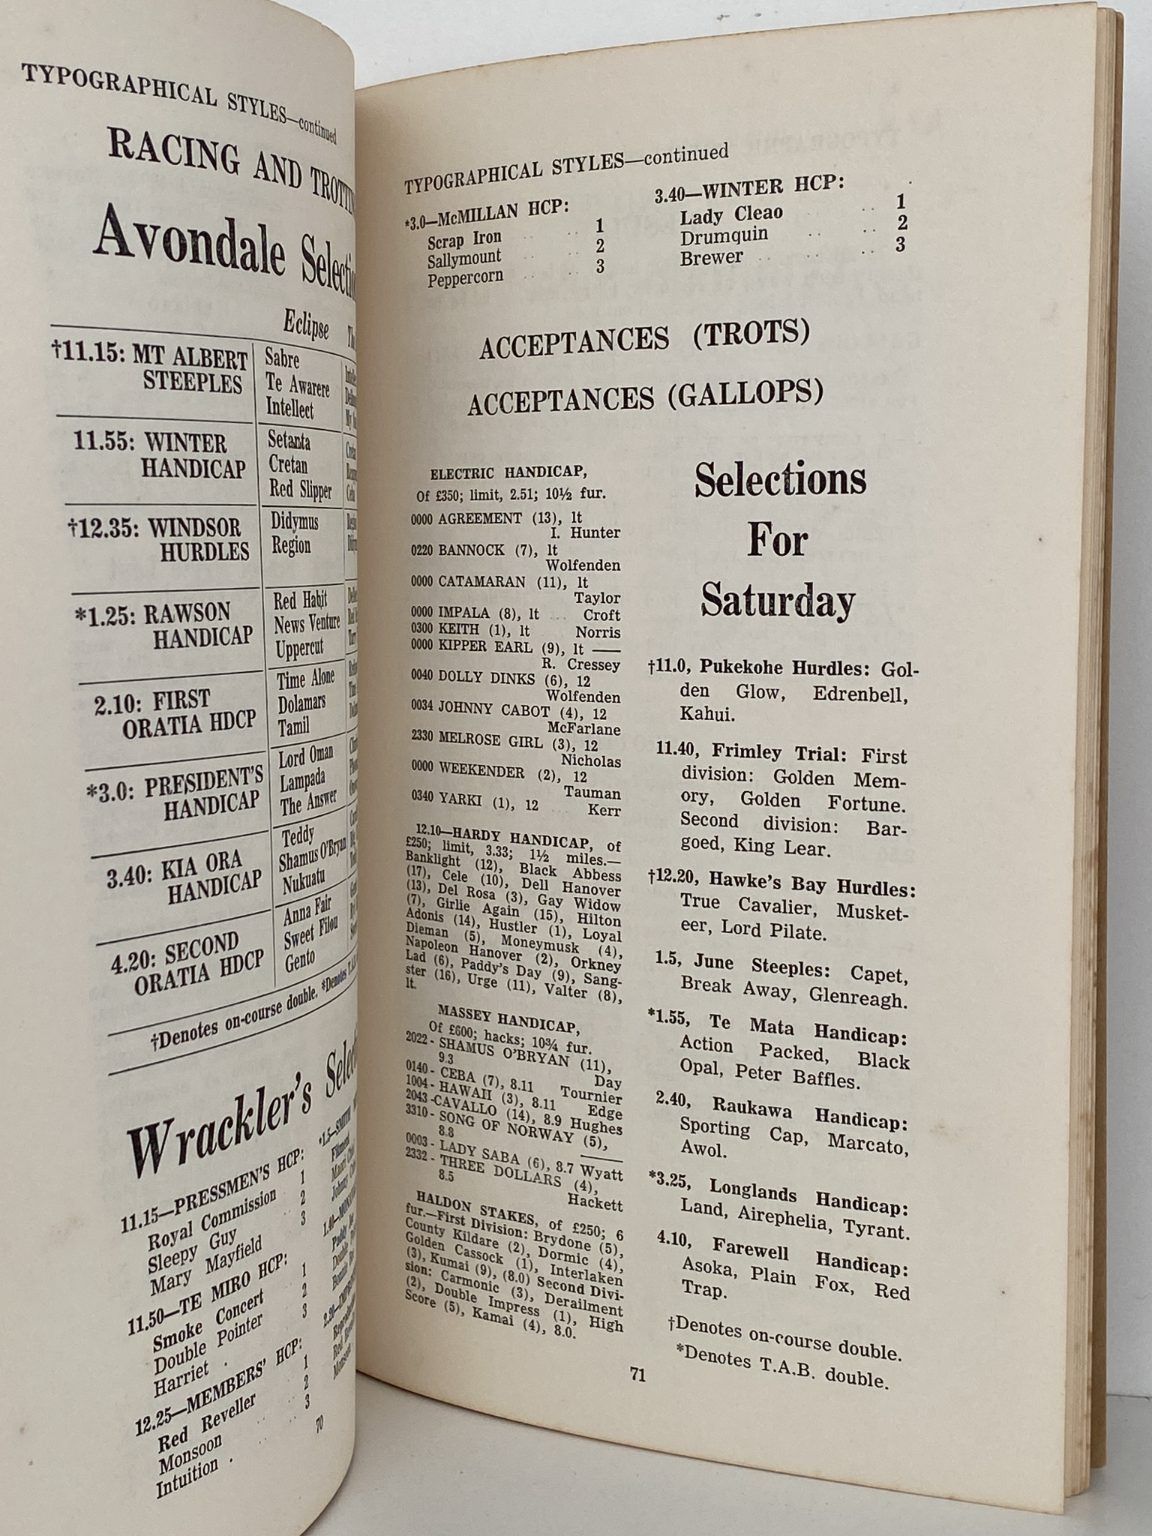 TYPOGRAPHICAL STYLES—continued
RACING AND
Avondale
Eclipse
†11.15: MT ALBERT
STEEPLES
Sabre
Te Awarere
Intellect
11.55: WINTER
HANDICAP
Setanta
Cretan
Red Slipper
†12.35: WINDSOR
HURDLES
Didymus
Region
*1.25: RAWSON
HANDICAP
Red Habit
News Venture
Uppercut
2.10: FIRST
ORATIA HDCP
Time Alone
Dolamars
Tamil
*3.0: PRESIDENT'S
HANDICAP
Lord Oman
Lampada
The Answer
3.40: KIA ORA
HANDICAP
Teddy
Shamus O'Bryan
Nukuatu
4.20: SECOND
ORATIA HDCP
Anna Fair
Sweet Filou
Gento
†Denotes on-course double. *Denotes
Wrackler's
11.15—PRESSMEN'S HCP:
Royal Commission 1
Sleepy Guy 2
Mary Mayfield 3
11.50—TE MIRO HCP:
Smoke Concert 1
Double Pointer 2
Harriet . 3
12.25—MEMBERS' HCP:
Red Reveller 1
Monsoon .. 2
Intuition . .. 3
70
TYPOGRAPHICAL STYLES—continued
*3.0—McMILLAN HCP:
Scrap Iron .. .. 1
Sallymount .. .. 2
Peppercorn .. .. 3
3.40—WINTER HCP:
Lady Cleao .. 1
Drumquin .. .. 2
Brewer .. .. 3
ACCEPTANCES (TROTS)
ACCEPTANCES (GALLOPS)
ELECTRIC HANDICAP,
Of £350; limit, 2.51; 10½ fur.
0000 AGREEMENT (13), lt
I. Hunter
0220 BANNOCK (7), lt
Wolfenden
0000 CATAMARAN (11), lt
Taylor
0000 IMPALA (8), lt ... Croft
0300 KEITH (1), lt Norris
0000 KIPPER EARL (9), lt ——
R. Cressey
0040 DOLLY DINKS (6), 12
Wolfenden
0034 JOHNNY CABOT (4), 12
McFarlane
2330 MELROSE GIRL (3), 12
Nicholas
0000 WEEKENDER (2), 12
Tauman
0340 YARKI (1), 12 Kerr
12.10—HARDY HANDICAP, of
£250; limit, 3.33; 1½ miles.—
Banklight (12), Black Abbess
(17), Cele (10), Dell Hanover
(13), Del Rosa (3), Gay Widow
(7), Girlie Again (15), Hilton
Adonis (14), Hustler (1), Loyal
Dieman (5), Moneymusk (4),
Napoleon Hanover (2), Orkney
Lad (6), Paddy's Day (9), Sang-
ster (16), Urge (11), Valter (8),
lt.
MASSEY HANDICAP,
Of £600; hacks; 10¾ fur.
2022- SHAMUS O'BRYAN (11),
9.3 Day
0140- CEBA (7), 8.11 Tournier
1004- HAWAII (3), 8.11 Edge
2043-CAVALLO (14), 8.9 Hughes
3310- SONG OF NORWAY (5),
8.8 ——
0003- LADY SABA (6), 8.7 Wyatt
2332- THREE DOLLARS (4),
8.5 Hackett
HALDON STAKES, of £250; 6
fur.—First Division: Brydone (5),
County Kildare (2), Dormic (4),
Golden Cassock (1), Interlaken
(3), Kumai (9), (8.0) Second Divi-
sion: Carmonic (3), Derailment
(2), Double Impress (1), High
Score (5), Kamai (4), 8.0.
Selections
For
Saturday
†11.0, Pukekohe Hurdles: Gol-
den Glow, Edrenbell,
Kahui.
11.40, Frimley Trial: First
division: Golden Mem-
ory, Golden Fortune.
Second division: Bar-
goed, King Lear.
†12.20, Hawke's Bay Hurdles:
True Cavalier, Musket-
eer, Lord Pilate.
1.5, June Steeples: Capet,
Break Away, Glenreagh.
*1.55, Te Mata Handicap:
Action Packed, Black
Opal, Peter Baffles.
2.40, Raukawa Handicap:
Sporting Cap, Marcato,
Awol.
*3.25, Longlands Handicap:
Land, Airephelia, Tyrant.
4.10, Farewell Handicap:
Asoka, Plain Fox, Red
Trap.
†Denotes on-course double.
*Denotes T.A.B. double.
71